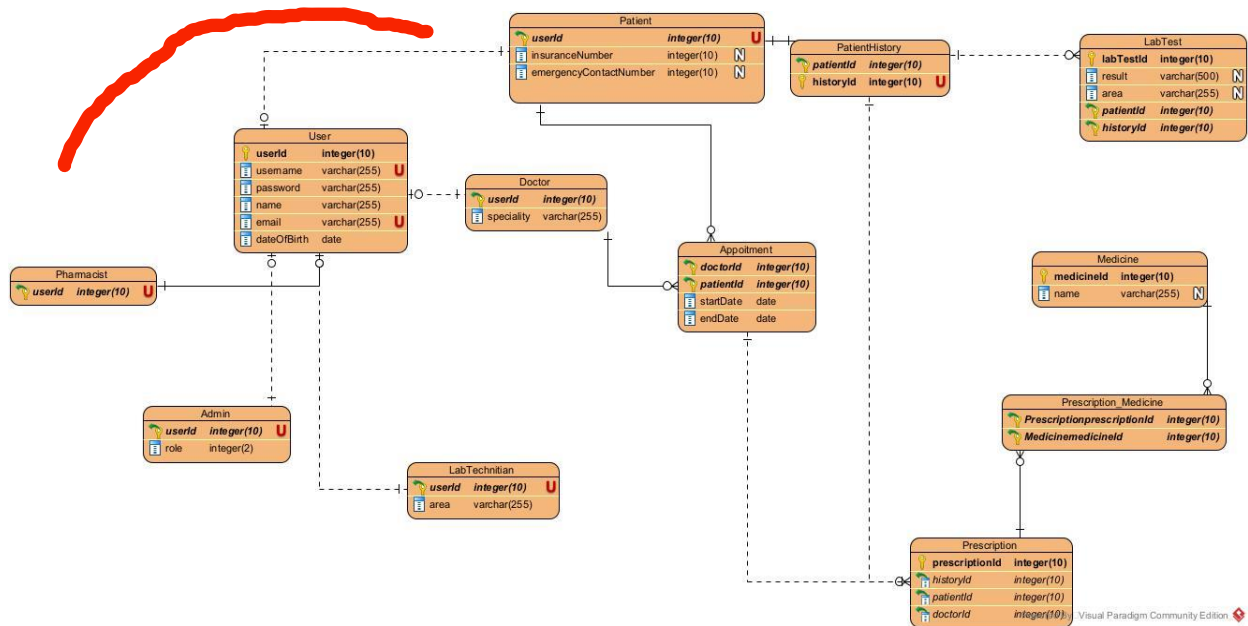 Patient
userId integer(10) U
insuranceNumber integer(10) N
emergencyContactNumber integer(10) N
PatientHistory
patientId integer(10)
historyId integer(10) U
LabTest
labTestId integer(10)
result varchar(500) N
area varchar(255) N
patientId integer(10)
historyId integer(10)
User
userId integer(10)
username varchar(255) U
password varchar(255)
name varchar(255)
email varchar(255) U
dateOfBirth date
Doctor
userId integer(10)
speciality varchar(255)
Appoitment
doctorId integer(10)
patientId integer(10)
startDate date
endDate date
Medicine
medicineId integer(10)
name varchar(255) N
Pharmacist
userId integer(10) U
Prescription_Medicine
PrescriptionprescriptionId integer(10)
MedicinemedicineId integer(10)
Admin
userId integer(10) U
role integer(2)
LabTechnitian
userId integer(10) U
area varchar(255)
Prescription
prescriptionId integer(10)
historyId integer(10)
patientId integer(10)
doctorId integer(10)
Visual Paradigm Community Edition